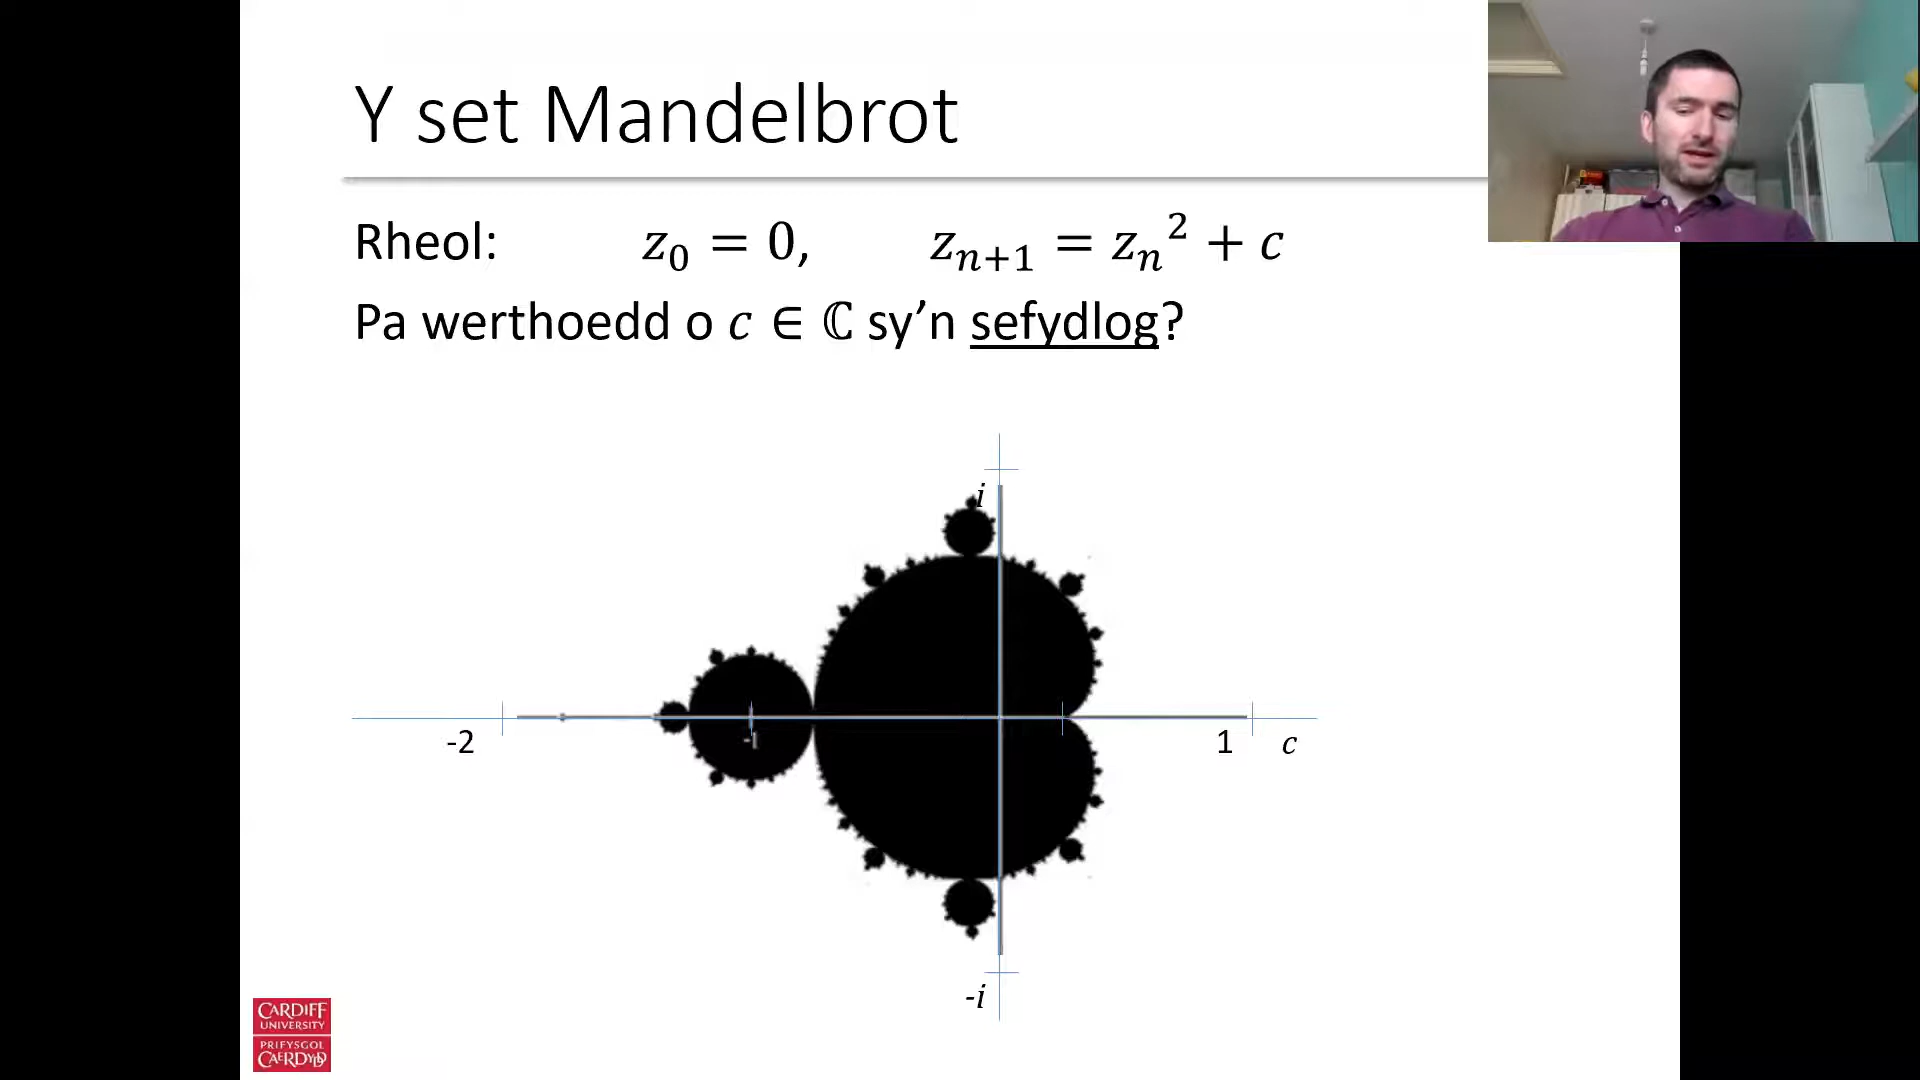 Y set Mandelbrot
Rheol: z₀ = 0, zₙ₊₁ = zₙ² + c
Pa werthoedd o c ∈ ℂ sy’n sefydlog?
i
-2 -1 1 c
-i
CARDIFF
UNIVERSITY
PRIFYSGOL
CAERDYDD